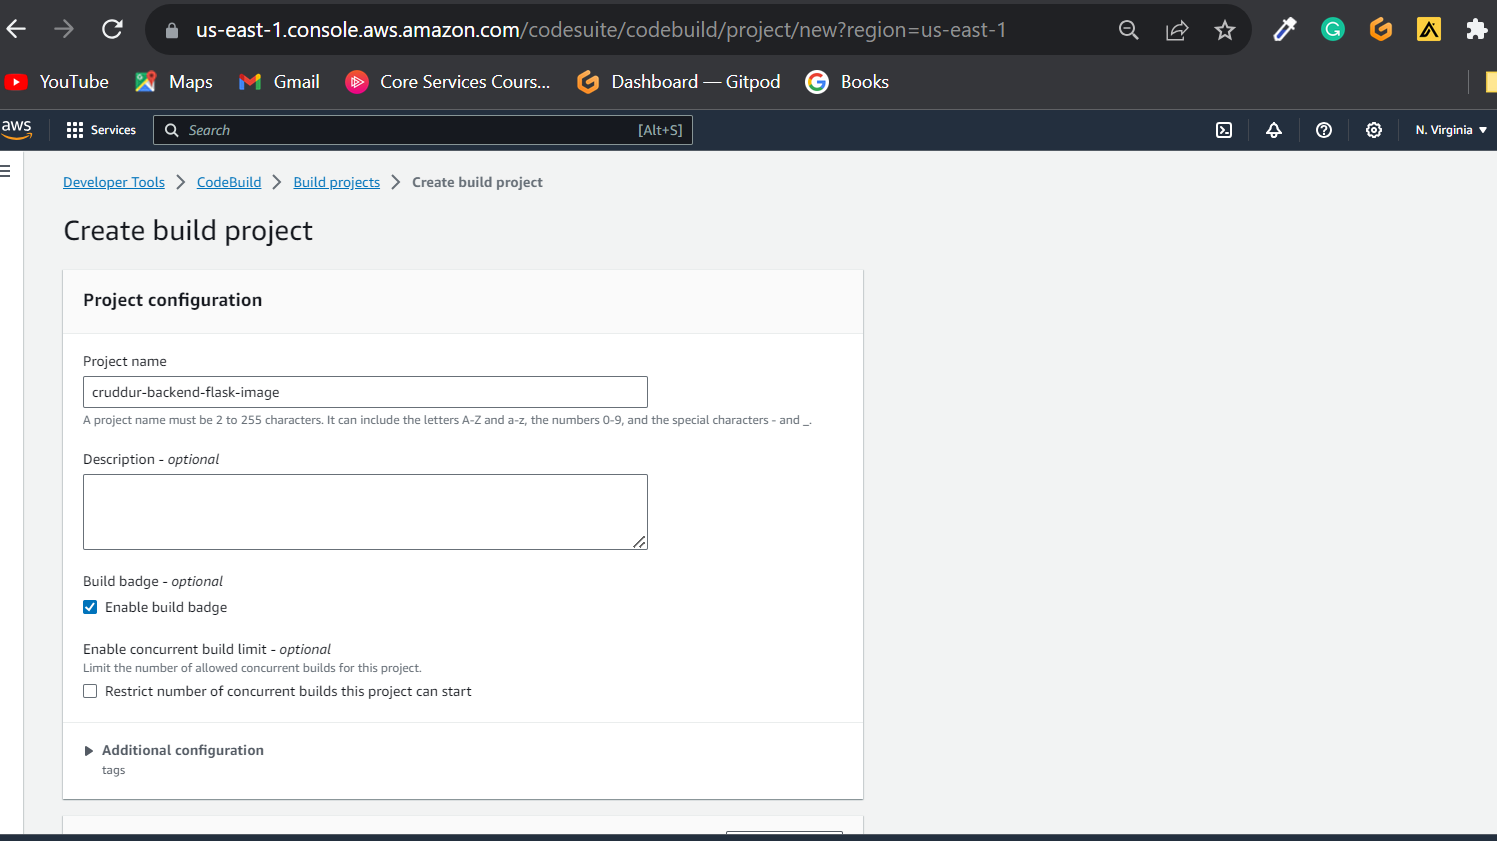 us-east-1.console.aws.amazon.com/codesuite/codebuild/project/new?region=us-east-1
YouTube Maps Gmail Core Services Cours... Dashboard — Gitpod Books
aws Services Search [Alt+S] N. Virginia
Developer Tools CodeBuild Build projects Create build project
Create build project
Project configuration
Project name
cruddur-backend-flask-image
A project name must be 2 to 255 characters. It can include the letters A-Z and a-z, the numbers 0-9, and the special characters - and _.
Description - optional
Build badge - optional
Enable build badge
Enable concurrent build limit - optional
Limit the number of allowed concurrent builds for this project.
Restrict number of concurrent builds this project can start
Additional configuration
tags